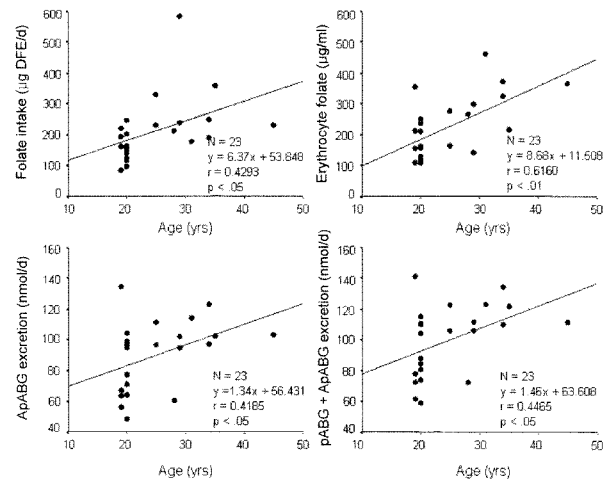 Folate intake (µg DFE/d)
600
500
400
300
200
100
0
N = 23
y = 6.37x + 53.648
r = 0.4293
p < .05
10 20 30 40 50
Age (yrs)
Erythrocyte folate (µg/ml)
600
500
400
300
200
100
0
N = 23
y = 8.68x + 11.508
r = 0.6160
p < .01
10 20 30 40 50
Age (yrs)
ApABG excretion (nmol/d)
160
140
120
100
80
60
40
N = 23
y = 1.34x + 56.431
r = 0.4185
p < .05
10 20 30 40 50
Age (yrs)
pABG + ApABG excretion (nmol/d)
160
140
120
100
80
60
40
N = 23
y = 1.46x + 63.608
r = 0.4465
p < .05
10 20 30 40 50
Age (yrs)